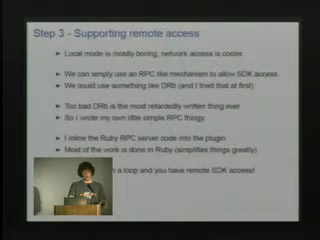 Step 3 - Supporting remote access
Local mode is mostly boring, network access is cooler
We can simply use an RPC like mechanism to allow SDK access
We could use something like DRb (and I tried that at first)
Too bad DRb is the most retardedly written thing ever
So I wrote my own little simple RPC thingy
I inline the Ruby RPC server code into the plugin
Most of the work is done in Ruby (simplifies things greatly)
a loop and you have remote SDK access!